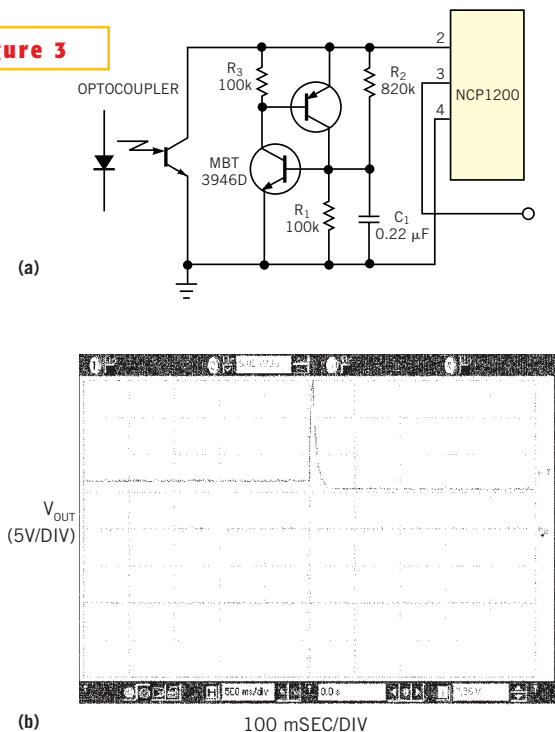 gure 3
OPTOCOUPLER
R3
100k
R2
820k
2
3
4
NCP1200
MBT
3946D
R1
100k
C1
0.22 µF
(a)
VOUT
(5V/DIV)
500 ms/div
0.0 s
(b)
100 mSEC/DIV